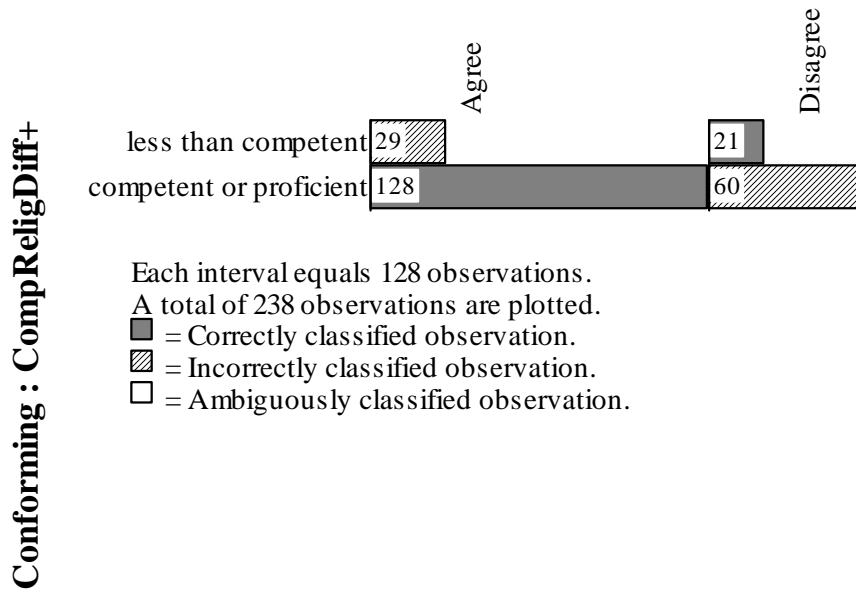 Agree
Disagree
Conforming : CompReligDiff+
less than competent 29 21
competent or proficient 128 60
Each interval equals 128 observations.
A total of 238 observations are plotted.
= Correctly classified observation.
= Incorrectly classified observation.
= Ambiguously classified observation.